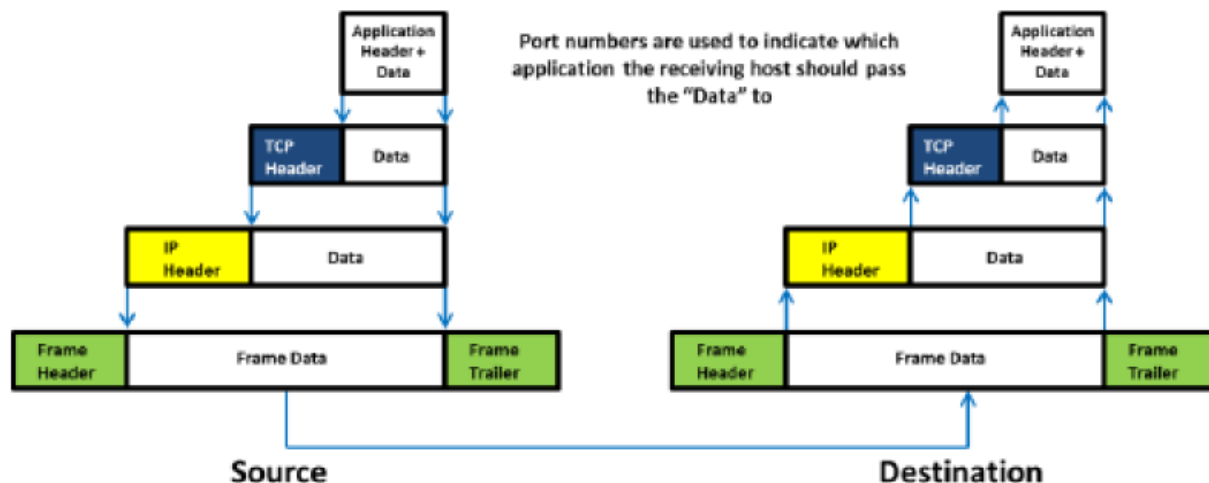 Application
Header +
Data
Port numbers are used to indicate which
application the receiving host should pass
the “Data” to
Application
Header+
Data
TCP
Header
Data
TCP
Header
Data
IP
Header
Data
IP
Header
Data
Frame
Header
Frame Data
Frame
Trailer
Frame
Header
Frame Data
Frame
Trailer
Source
Destination